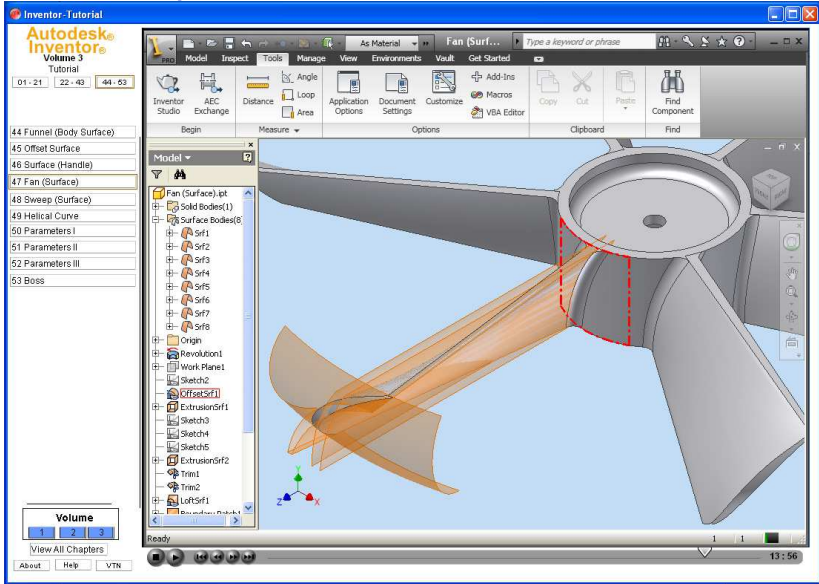 Inventor-Tutorial
Autodesk®
Inventor®
Volume 3
Tutorial
01 - 21 22 - 43 44 - 53
44 Funnel (Body Surface)
45 Offset Surface
46 Surface (Handle)
47 Fan (Surface)
48 Sweep (Surface)
49 Helical Curve
50 Parameters I
51 Parameters II
52 Parameters III
53 Boss
Volume
1 2 3
View All Chapters
About Help VTN
PRO
As Material Fan (Surf... Type a keyword or phrase
Model Inspect Tools Manage View Environments Vault Get Started
Inventor Studio
AEC Exchange
Distance
Angle
Loop
Area
Application Options
Document Settings
Customize
Add-Ins
Macros
VBA Editor
Copy
Cut
Paste
Find Component
Begin Measure Options Clipboard Find
Model
Fan (Surface).ipt
Solid Bodies(1)
Surface Bodies(8
Srf1
Srf2
Srf3
Srf4
Srf5
Srf6
Srf7
Srf8
Origin
Revolution1
Work Plane1
Sketch2
OffsetSrf1
ExtrusionSrf1
Sketch3
Sketch4
Sketch5
ExtrusionSrf2
Trim1
Trim2
LoftSrf1
Boundary Patch1
Y
Z X
Ready 1 1
13 : 56